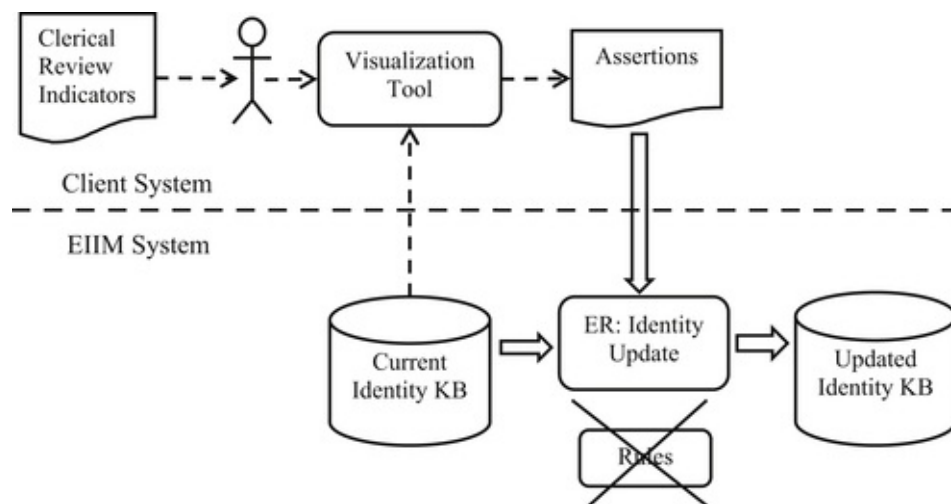 Clerical
Review
Indicators
Visualization
Tool
Assertions
Client System
EIIM System
Current
Identity KB
ER: Identity
Update
Updated
Identity KB
Rules